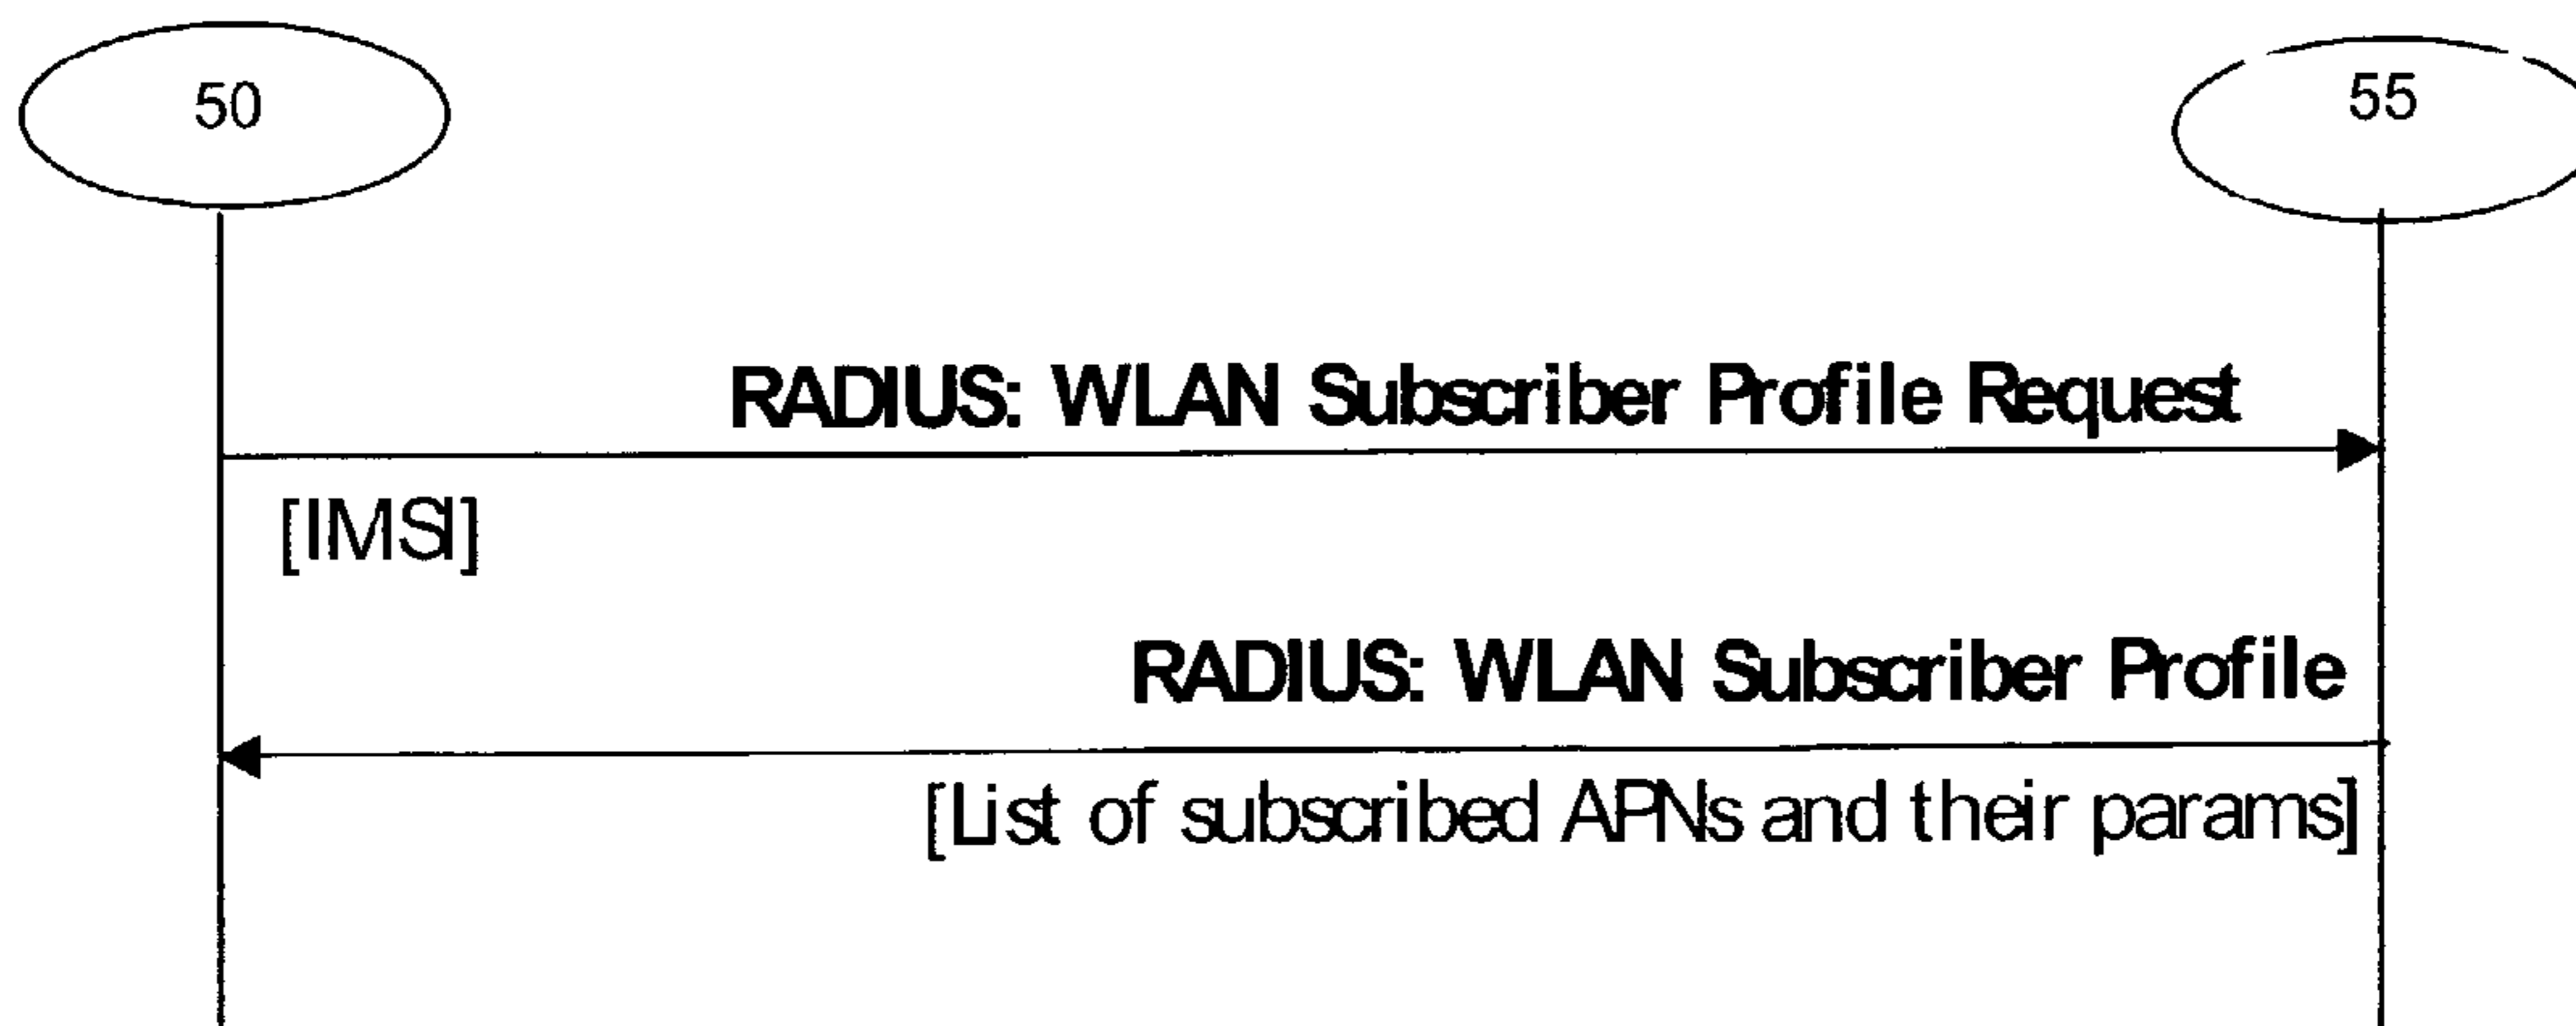 50
55
RADIUS: WLAN Subscriber Profile Request
[IMSI]
RADIUS: WLAN Subscriber Profile
[List of subscribed APNs and their params]